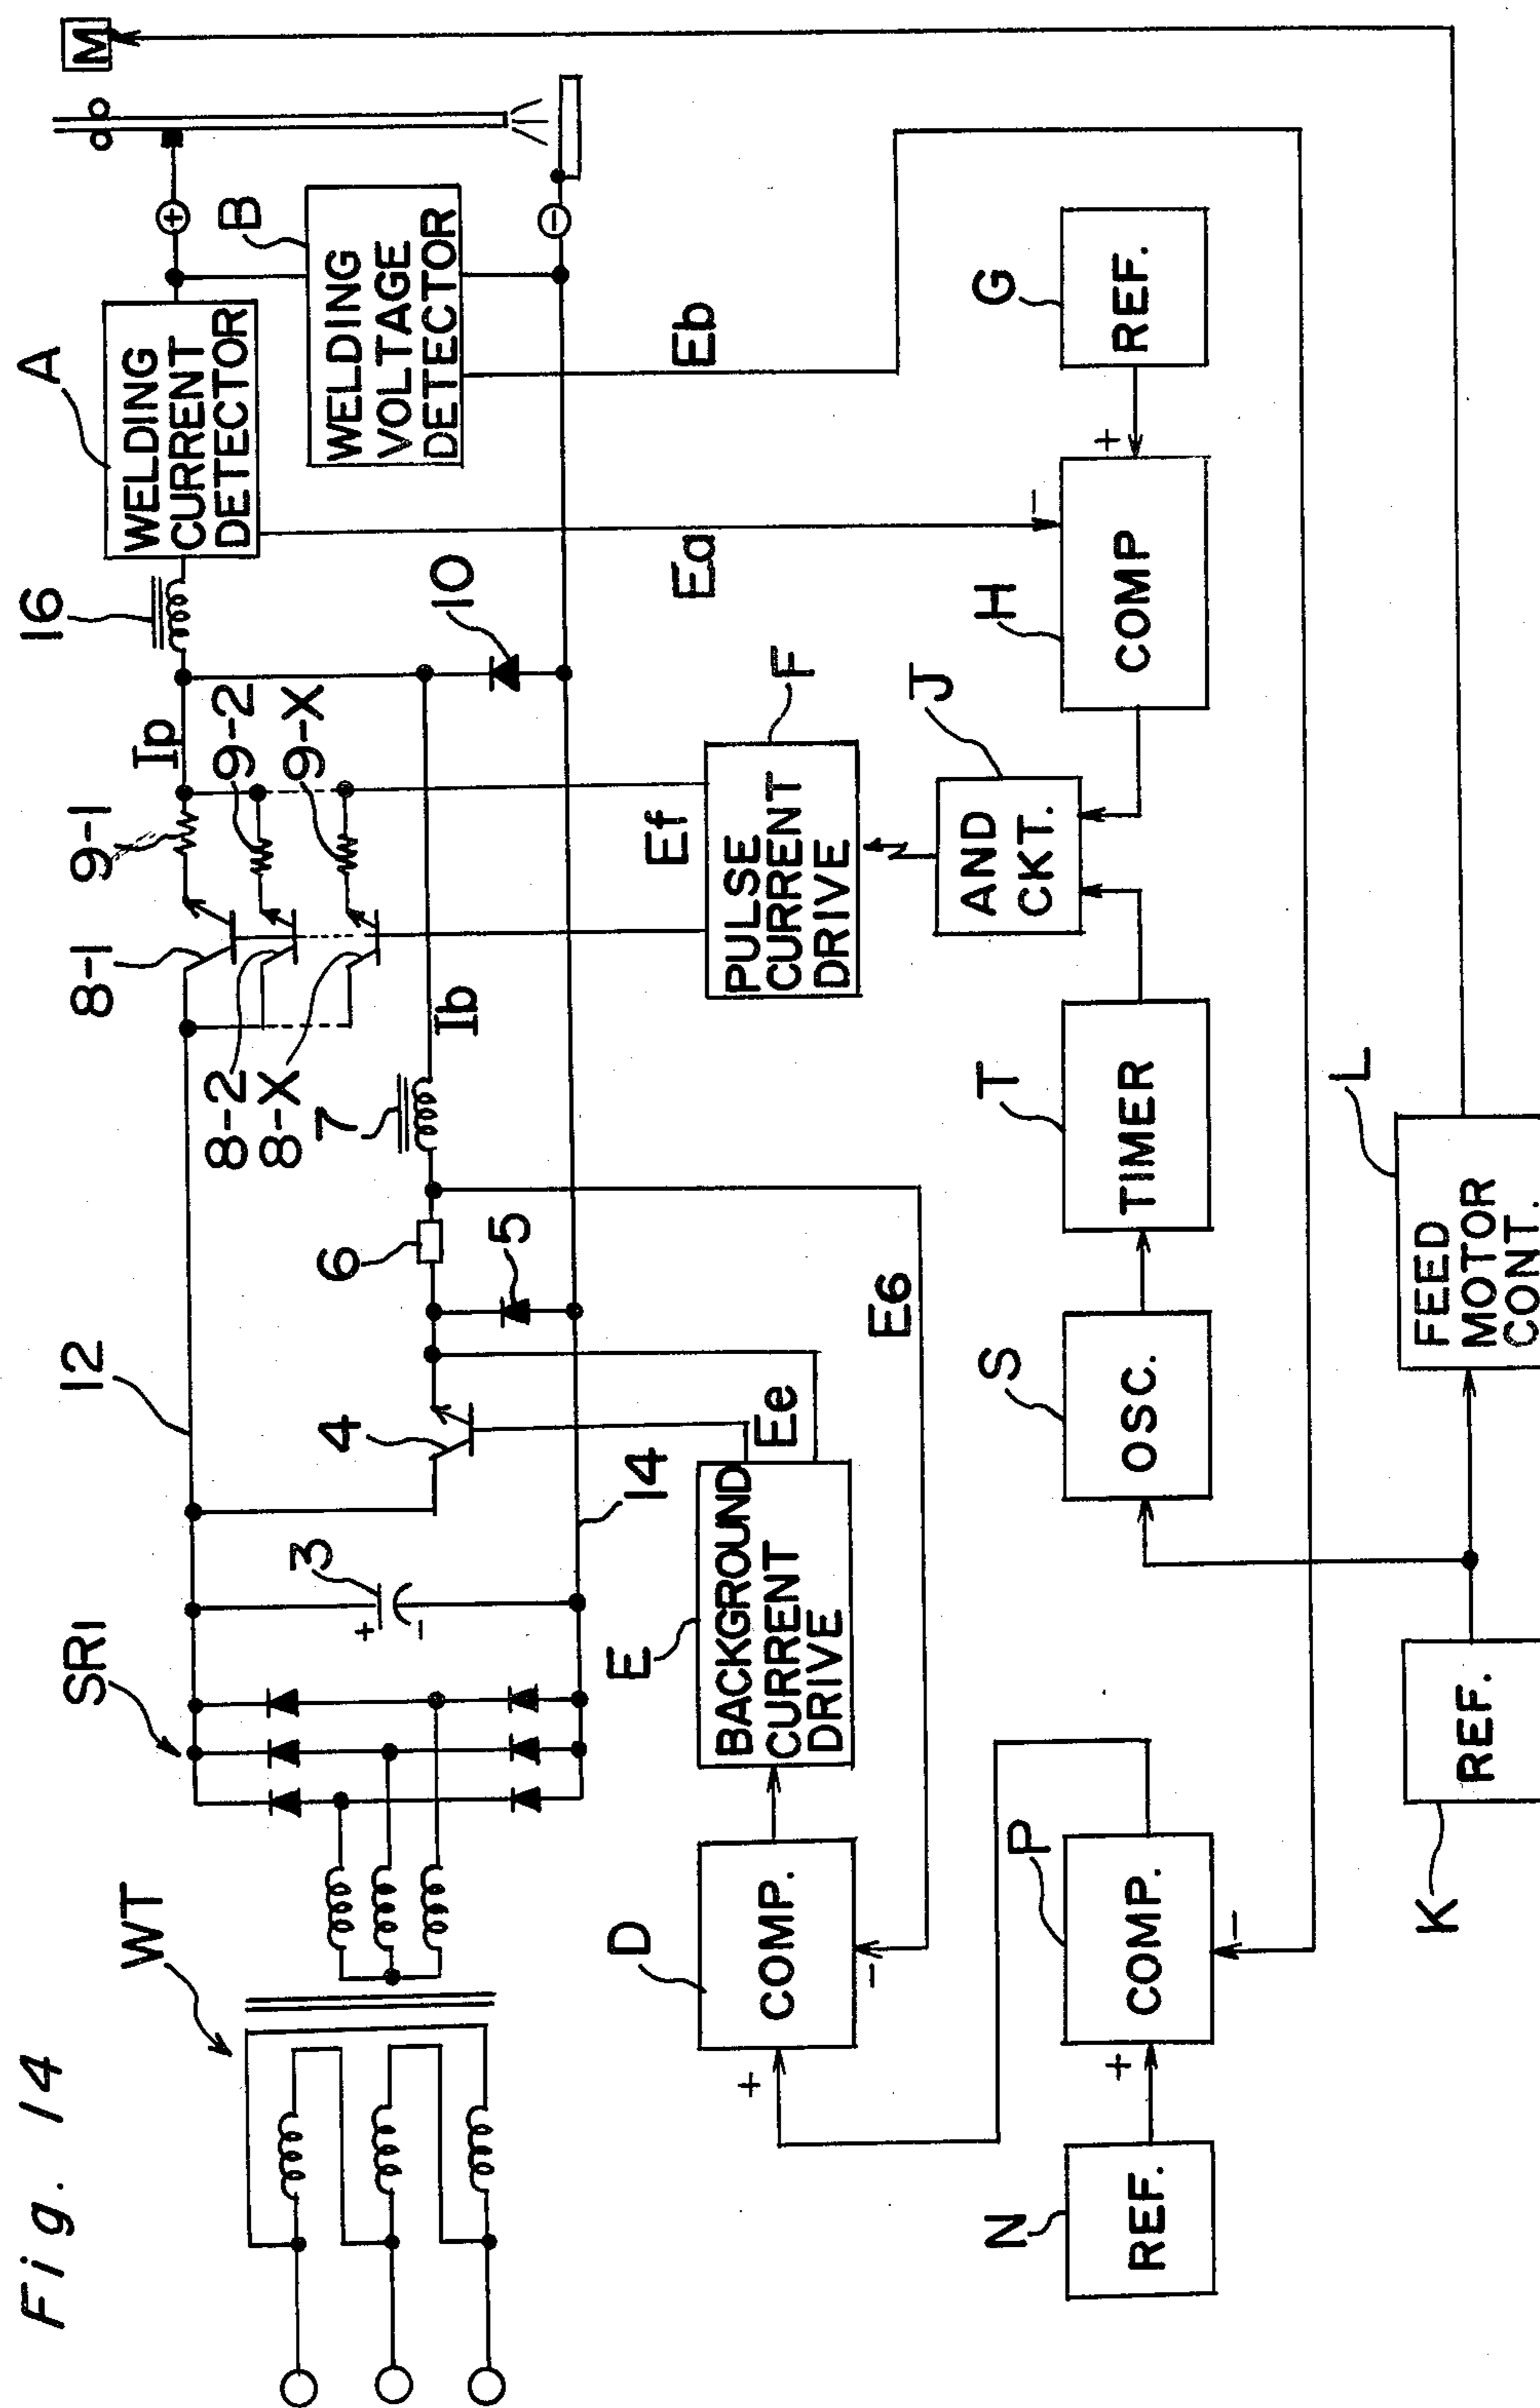 Fig. 14
WT
SR1
12
3
+
-
4
14
5
6
7
Ib
8-1
8-2
8-X
9-1
9-2
9-X
Ip
10
16
A
WELDING
CURRENT
DETECTOR
B
WELDING
VOLTAGE
DETECTOR
+
-
M
Ea
Eb
Ee
E6
Ef
D
COMP.
+
-
E
BACKGROUND
CURRENT
DRIVE
F
PULSE
CURRENT
DRIVE
J
AND
CKT.
N
REF.
+
P
COMP.
-
S
OSC.
T
TIMER
H
COMP
-
+
G
REF.
K
REF.
L
FEED
MOTOR
CONT.